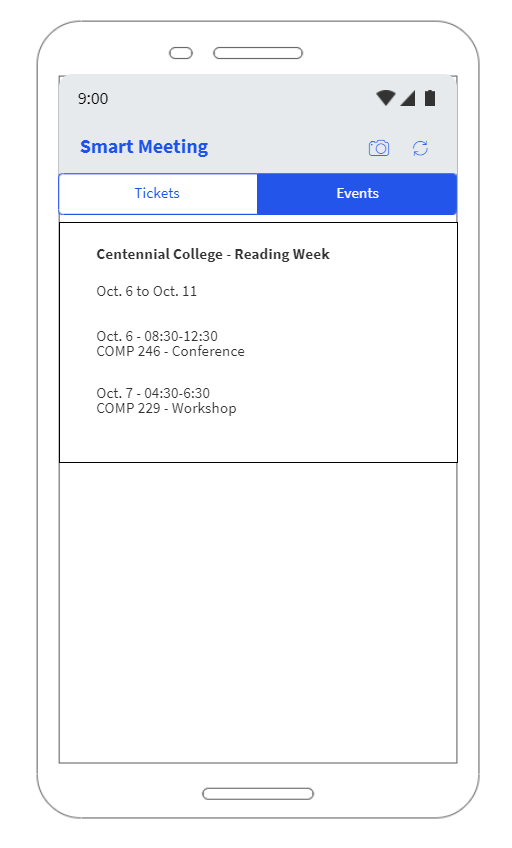 9:00
Smart Meeting
Tickets
Events
Centennial College - Reading Week
Oct. 6 to Oct. 11
Oct. 6 - 08:30-12:30
COMP 246 - Conference
Oct. 7 - 04:30-6:30
COMP 229 - Workshop